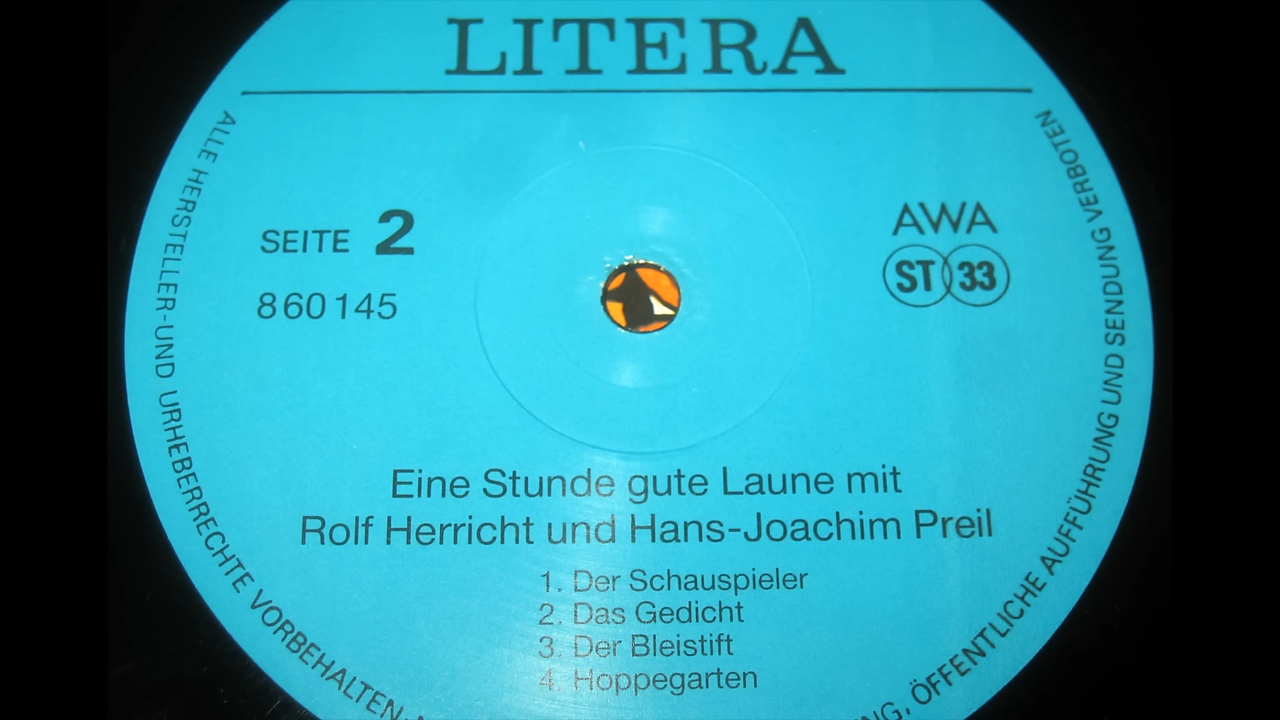 LITERA
SEITE 2
860145
AWA
ST 33
Eine Stunde gute Laune mit
Rolf Herricht und Hans-Joachim Preil
1. Der Schauspieler
2. Das Gedicht
3. Der Bleistift
4. Hoppegarten
ALLE HERSTELLER-UND URHEBERRECHTE VORBEHALTEN.
ÖFFENTLICHE AUFFÜHRUNG UND SENDUNG VERBOTEN